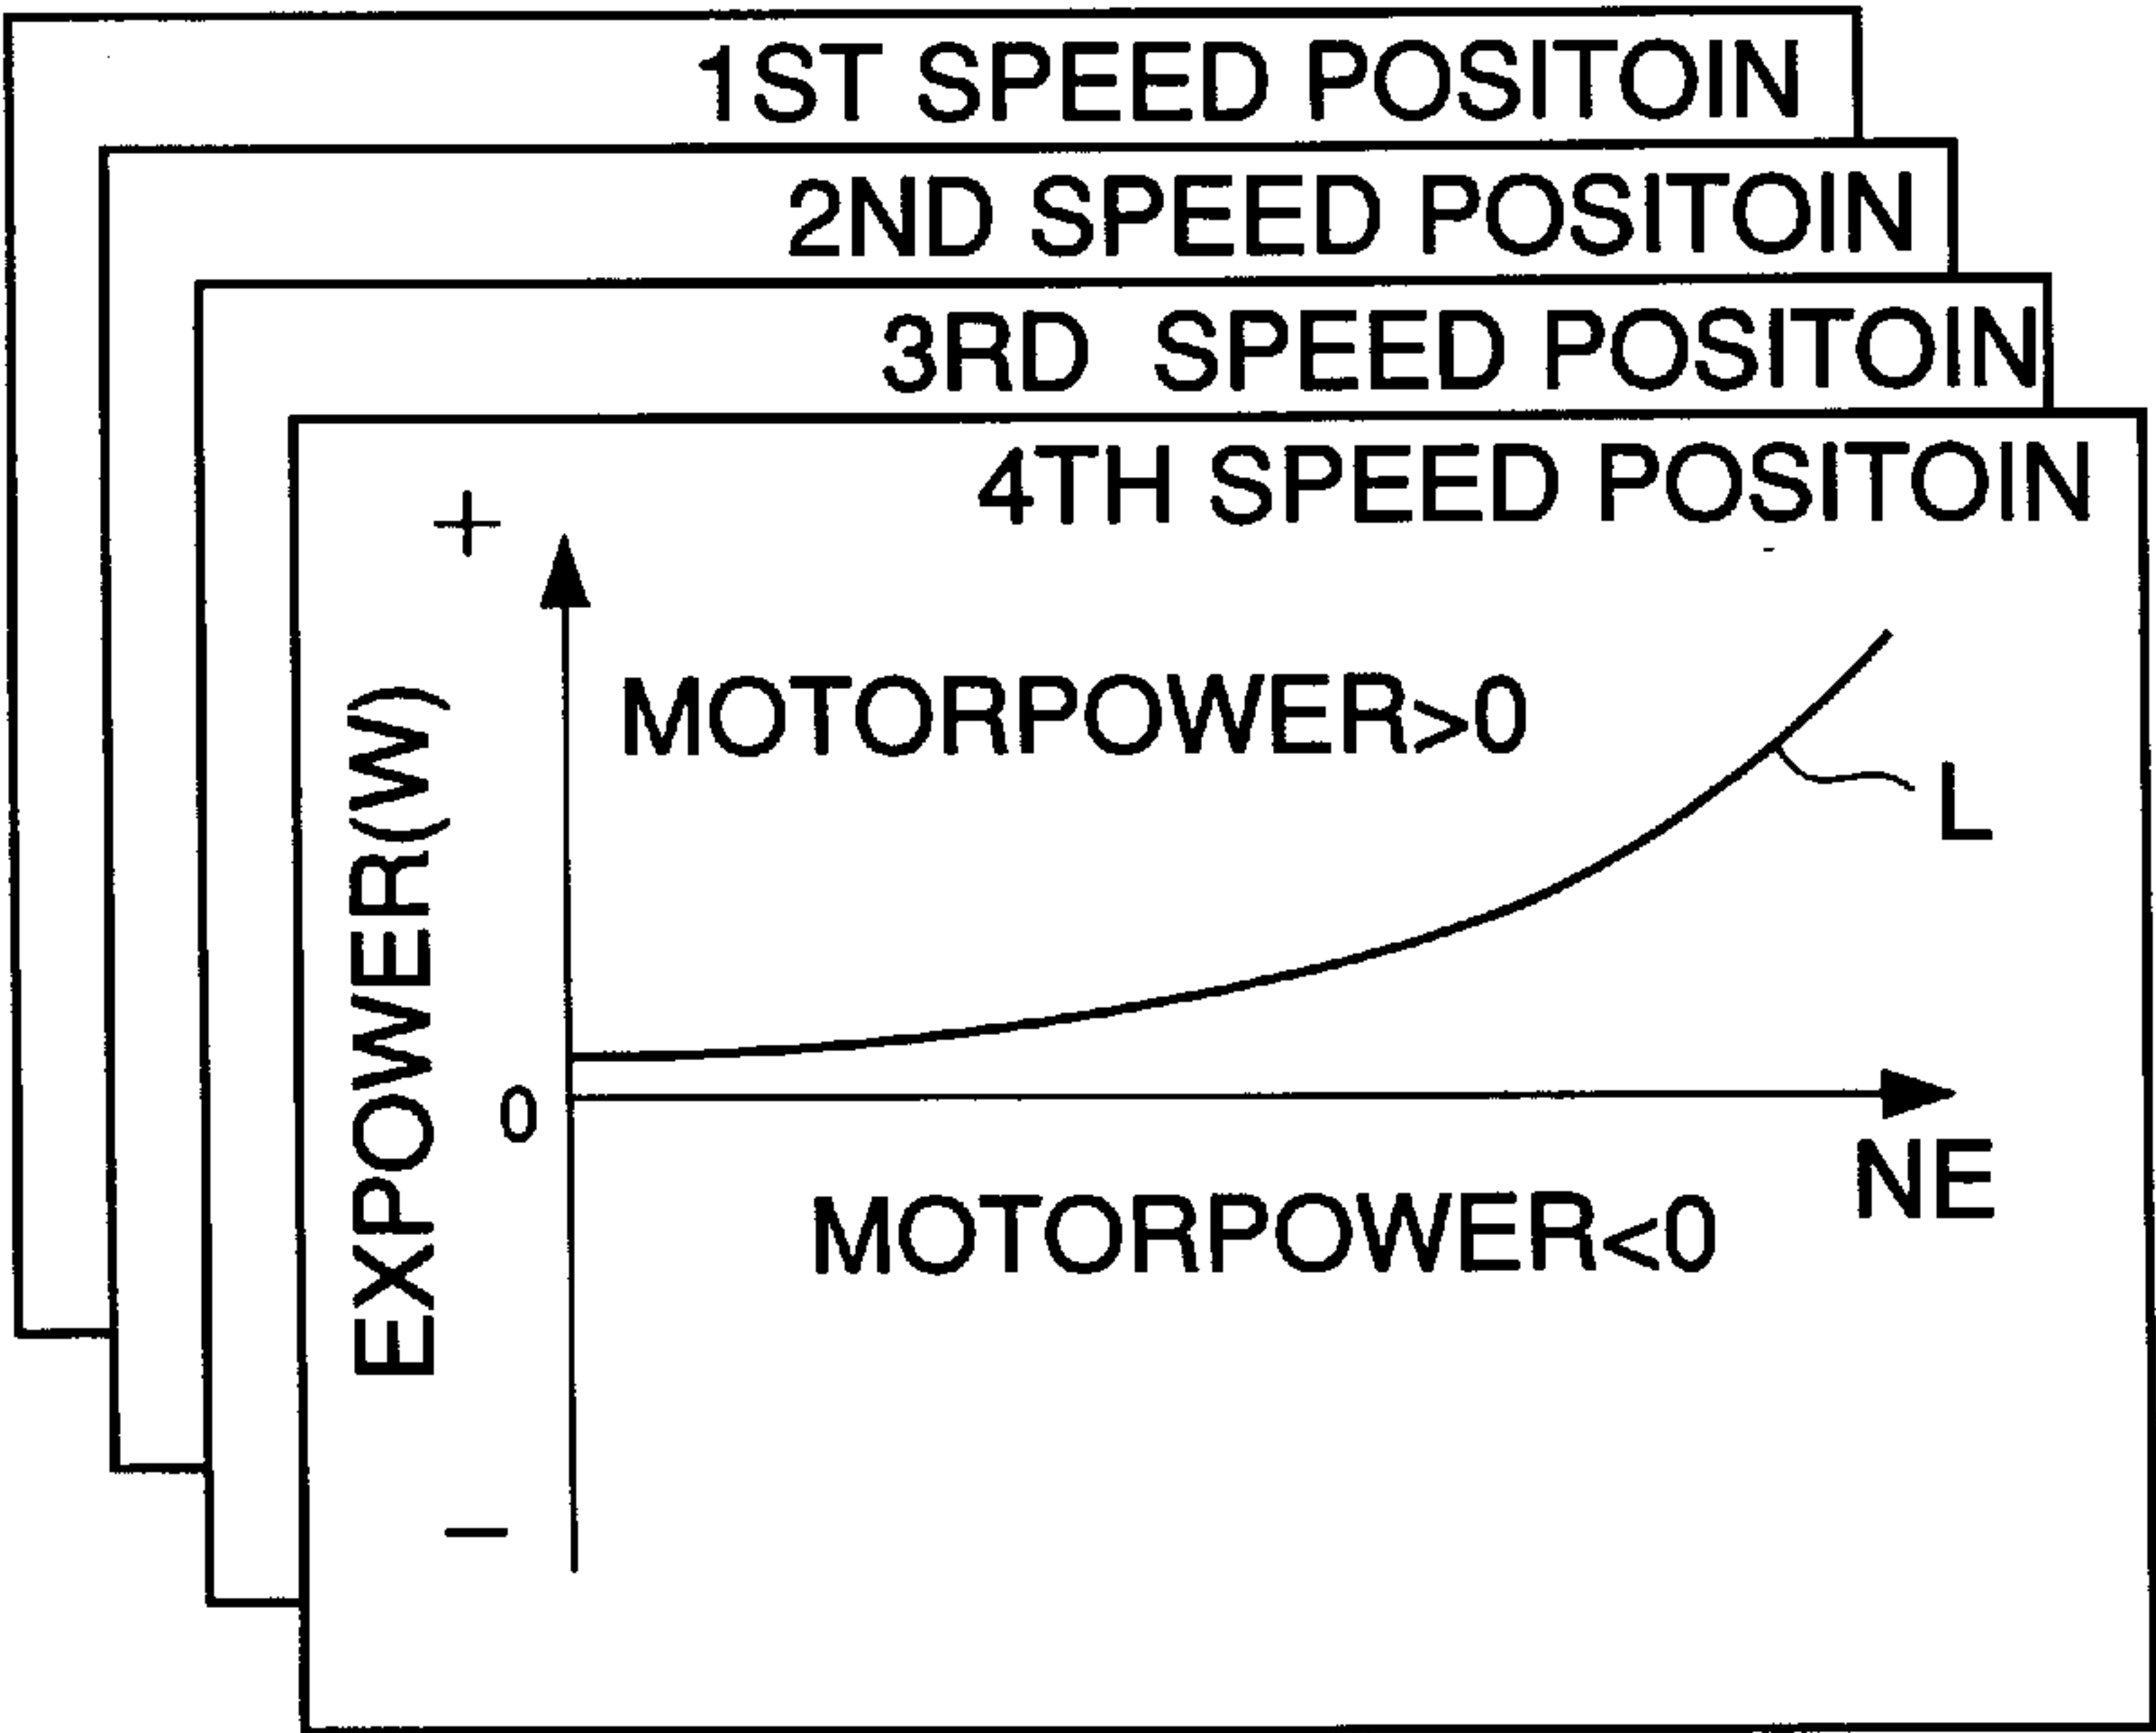 1ST SPEED POSITOIN
2ND SPEED POSITOIN
3RD SPEED POSITOIN
4TH SPEED POSITOIN
+
MOTORPOWER>0
L
EXPOWER(W)
0
NE
MOTORPOWER<0
−